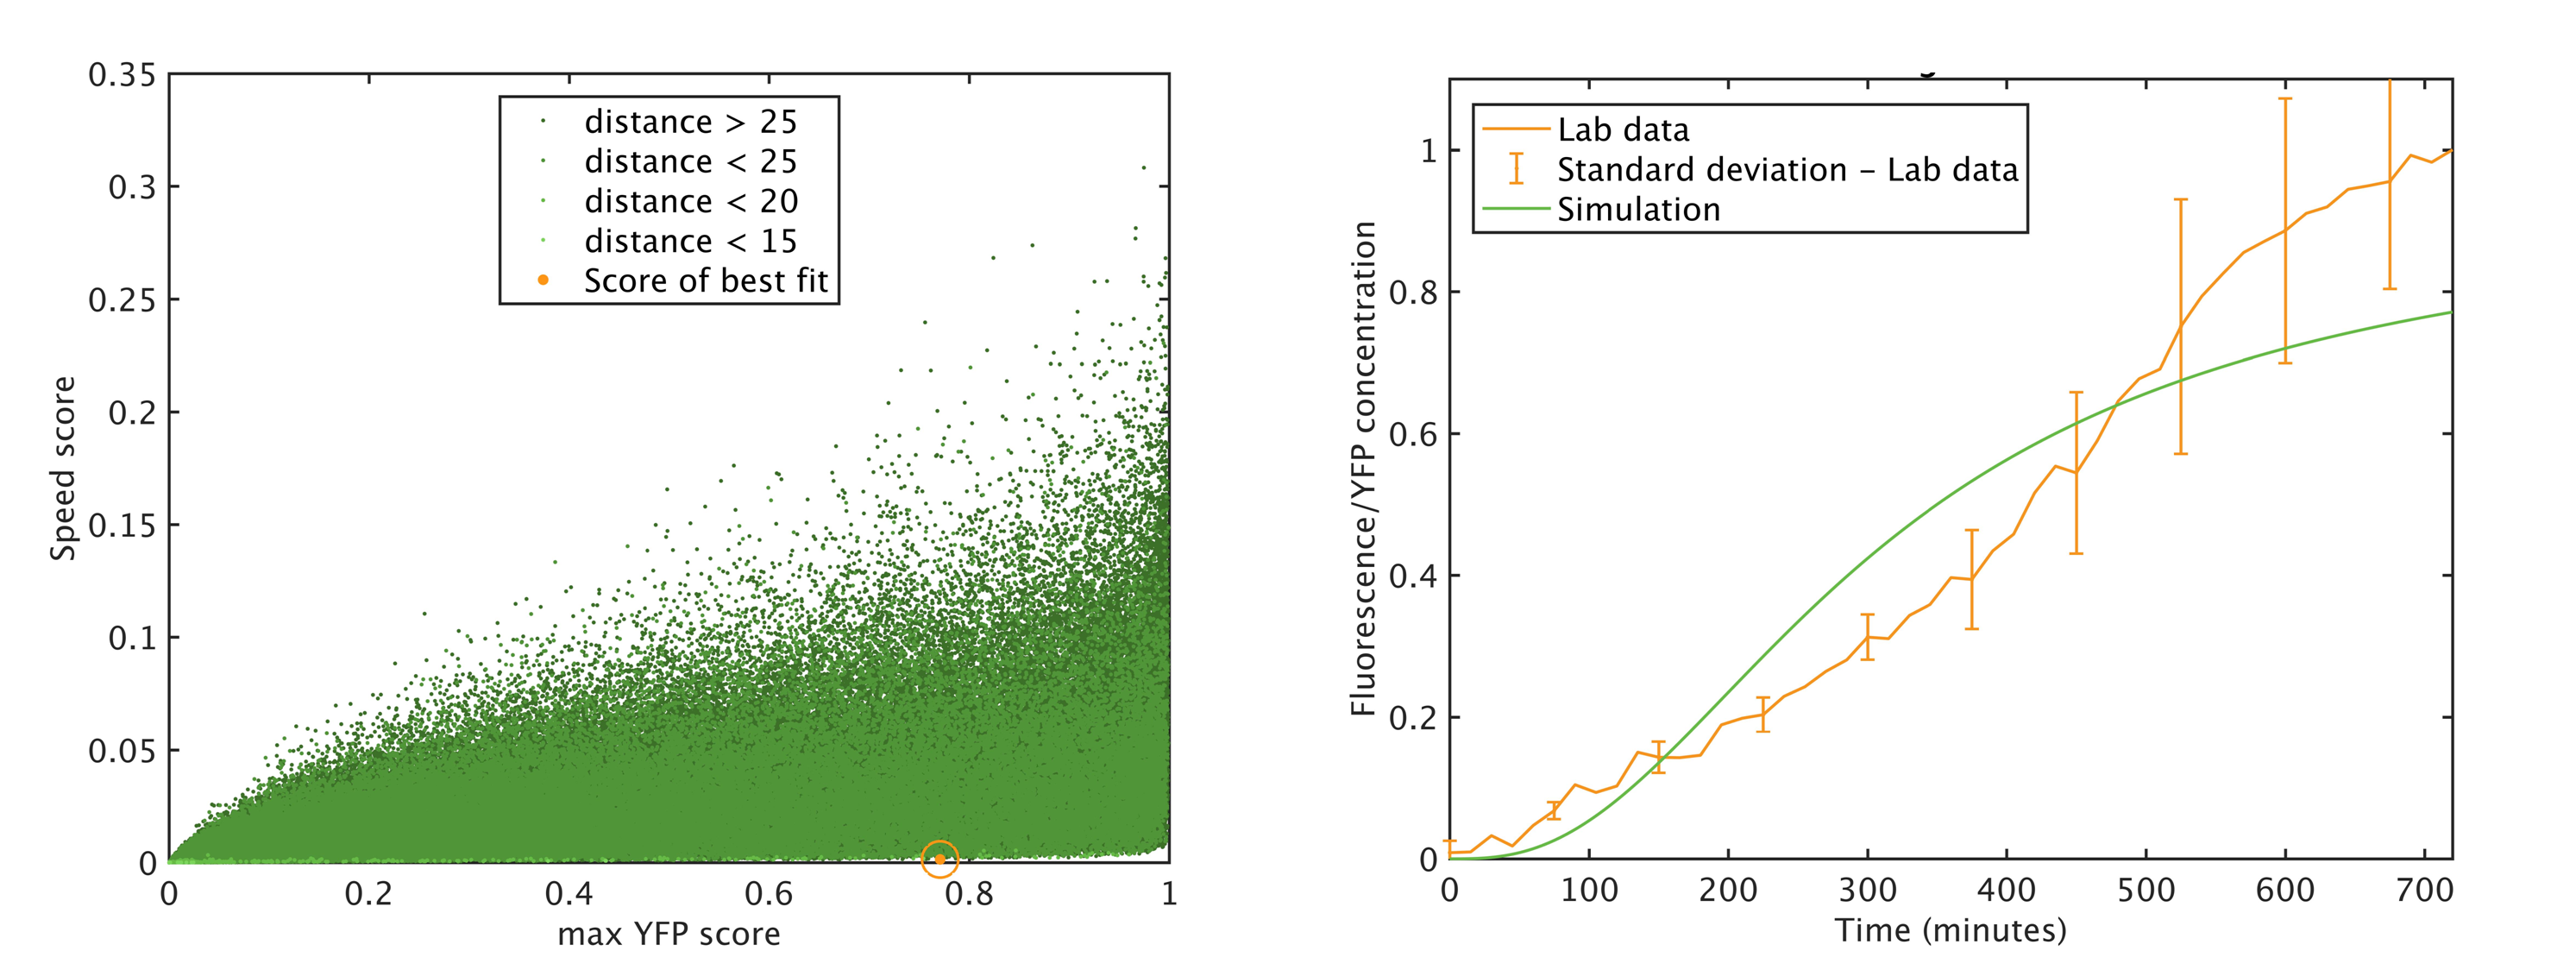 0.35
0.3
0.25
0.2
0.15
0.1
0.05
0
Speed score
distance > 25
distance < 25
distance < 20
distance < 15
Score of best fit
0 0.2 0.4 0.6 0.8 1
max YFP score
1
0.8
0.6
0.4
0.2
0
Fluorescence/YFP concentration
Lab data
Standard deviation – Lab data
Simulation
0 100 200 300 400 500 600 700
Time (minutes)